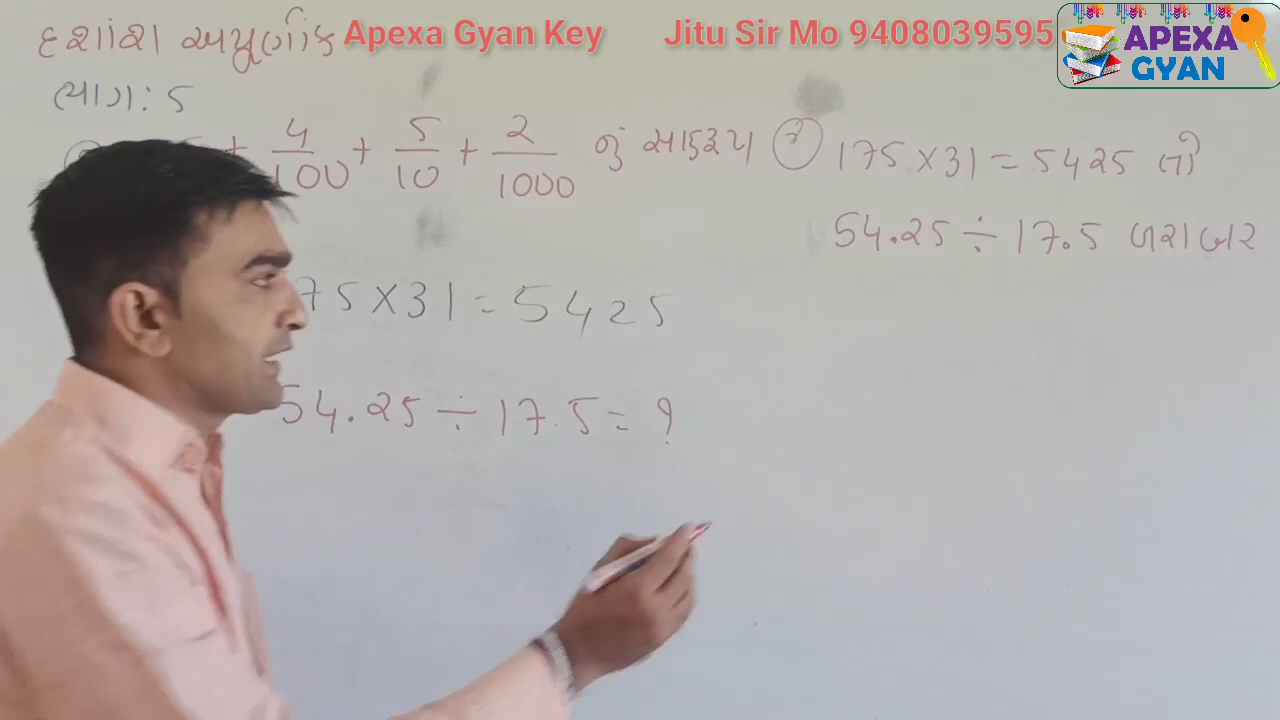 દશાંશ અપૂર્ણાંક Apexa Gyan Key Jitu Sir Mo 9408039595
APEXA GYAN
ભાગ: 5
+ 4/100 + 5/10 + 2/1000 નું સાદુરૂપ
② 175 × 31 = 5425 તો
54.25 ÷ 17.5 બરાબર
75 × 31 = 5425
54.25 ÷ 17.5 = ?